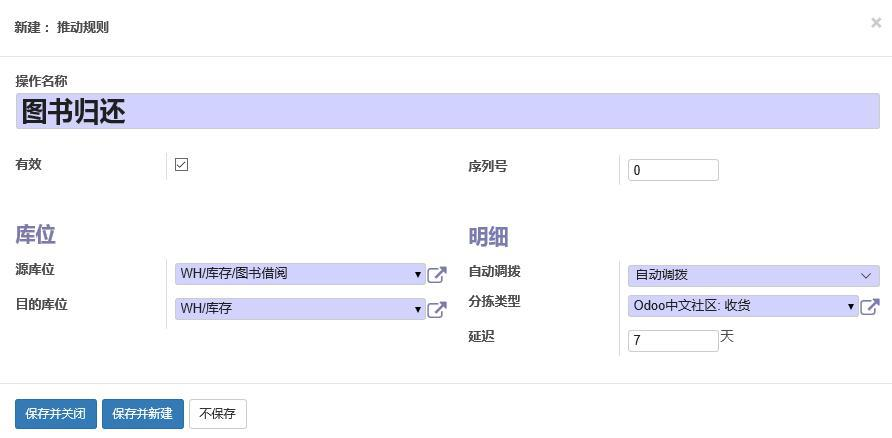 新建： 推动规则
×
操作名称
图书归还
有效
序列号 0
库位
明细
源库位 WH/库存/图书借阅
自动调拨 自动调拨
目的库位 WH/库存
分拣类型 Odoo中文社区: 收货
延迟 7 天
保存并关闭 保存并新建 不保存